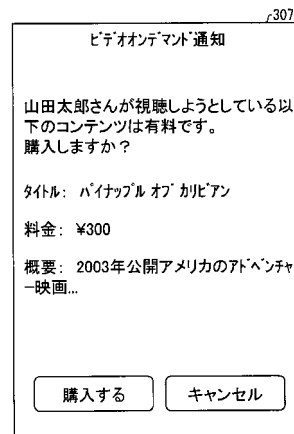 307
ﾋﾞﾃﾞｵｵﾝﾃﾞﾏﾝﾄﾞ通知
山田太郎さんが視聴しようとしている以
下のコンテンツは有料です。
購入しますか？
ﾀｲﾄﾙ： ﾊﾟｲﾅｯﾌﾟﾙ ｵﾌﾞ ｶﾘﾋﾞｱﾝ
料金： ¥300
概要： 2003年公開アメリカのｱﾄﾞﾍﾞﾝﾁｬ
ｰ映画...
購入する
キャンセル